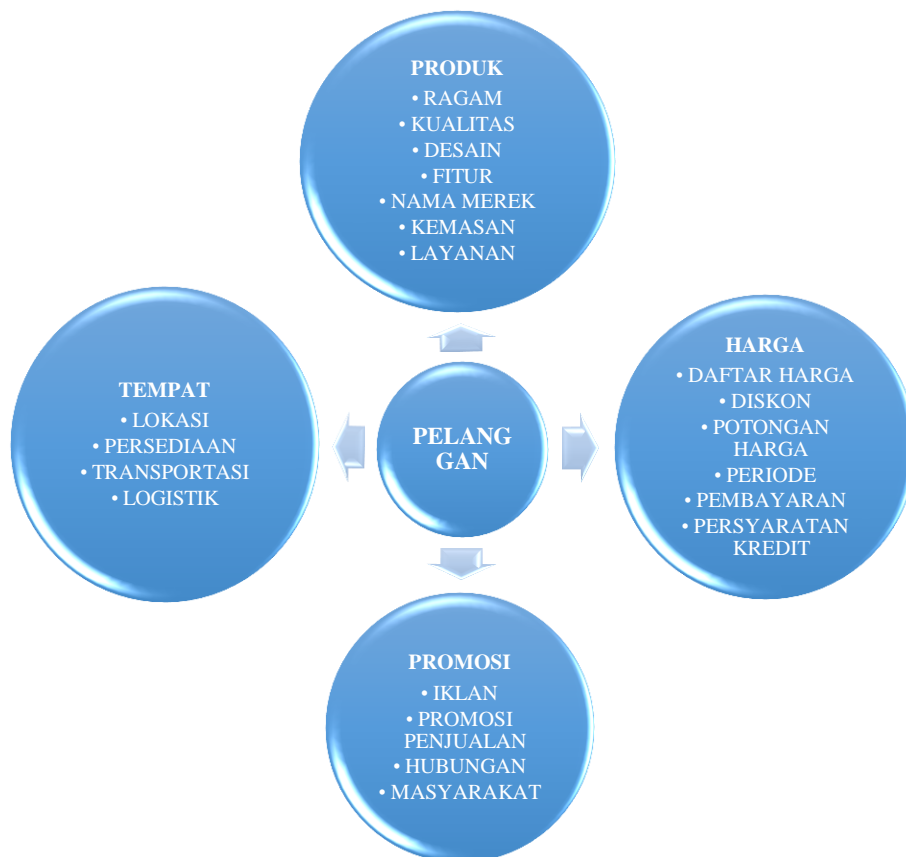 PRODUK
• RAGAM
• KUALITAS
• DESAIN
• FITUR
• NAMA MEREK
• KEMASAN
• LAYANAN
TEMPAT
• LOKASI
• PERSEDIAAN
• TRANSPORTASI
• LOGISTIK
PELANG
GAN
HARGA
• DAFTAR HARGA
• DISKON
• POTONGAN
HARGA
• PERIODE
• PEMBAYARAN
• PERSYARATAN
KREDIT
PROMOSI
• IKLAN
• PROMOSI
PENJUALAN
• HUBUNGAN
• MASYARAKAT